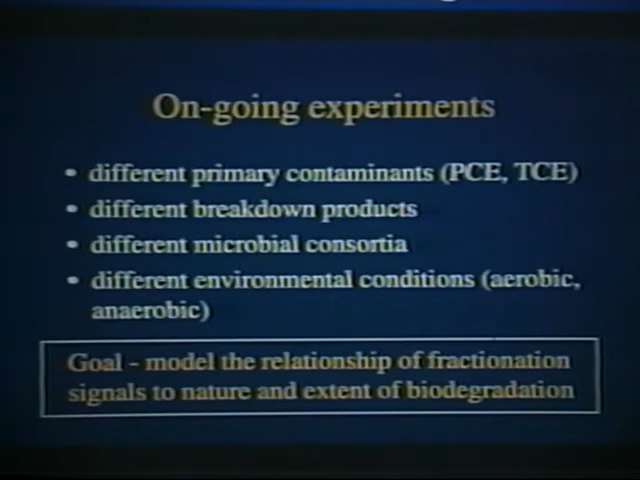 On-going experiments
• different primary contaminants (PCE, TCE)
• different breakdown products
• different microbial consortia
• different environmental conditions (aerobic,
anaerobic)
Goal - model the relationship of fractionation
signals to nature and extent of biodegradation